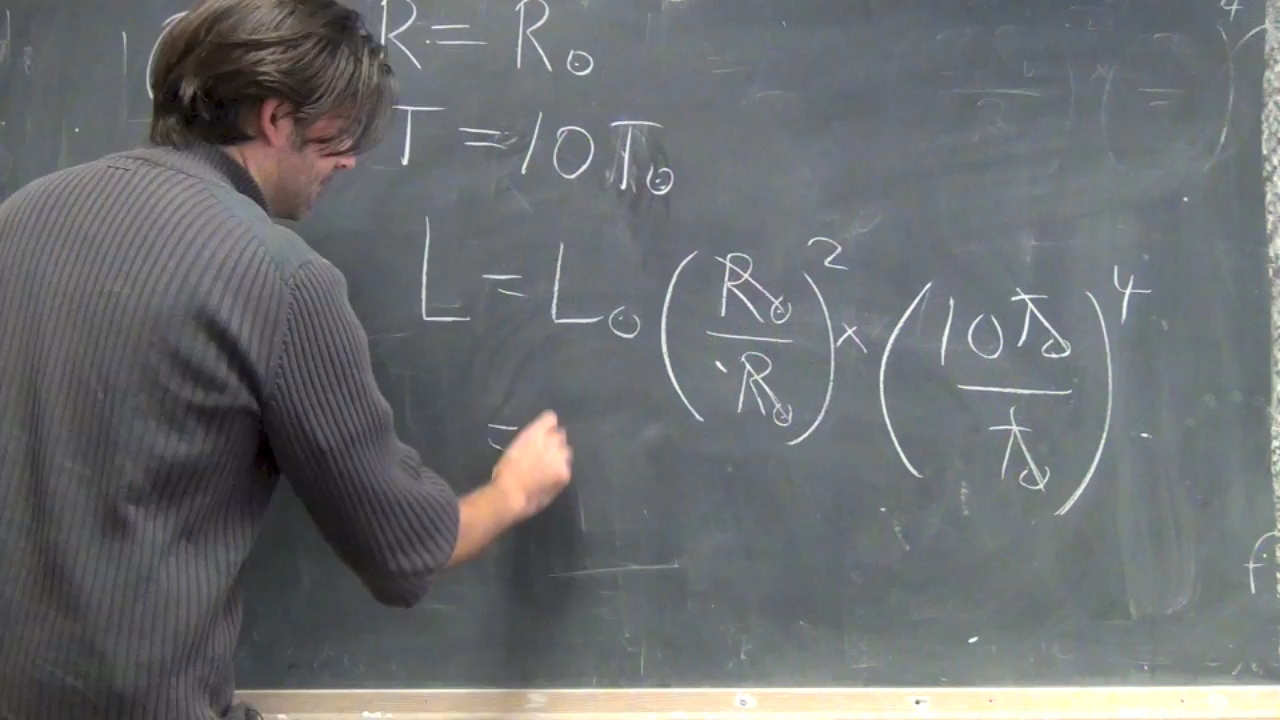 R = R₀
T = 10 T₀
L = L₀ (R₀/R₀)² × (10 T₀/T₀)⁴
=